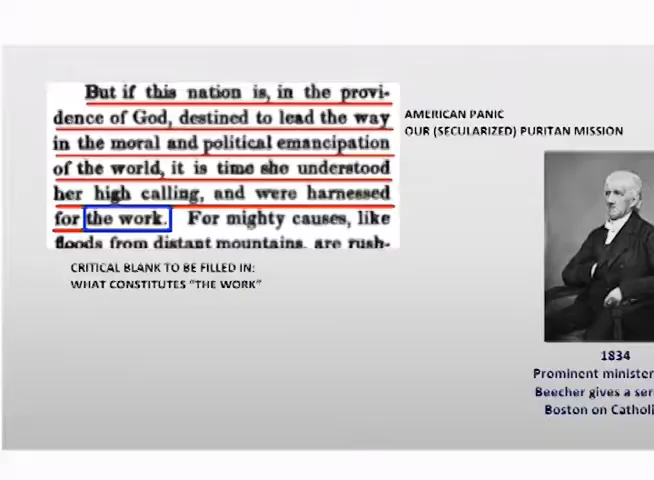 But if this nation is, in the provi-
dence of God, destined to lead the way
in the moral and political emancipation
of the world, it is time she understood
her high calling, and were harnessed
for the work. For mighty causes, like
floods from distant mountains, are rush-
AMERICAN PANIC
OUR (SECULARIZED) PURITAN MISSION
CRITICAL BLANK TO BE FILLED IN:
WHAT CONSTITUTES "THE WORK"
1834
Prominent minister
Beecher gives a
Boston on